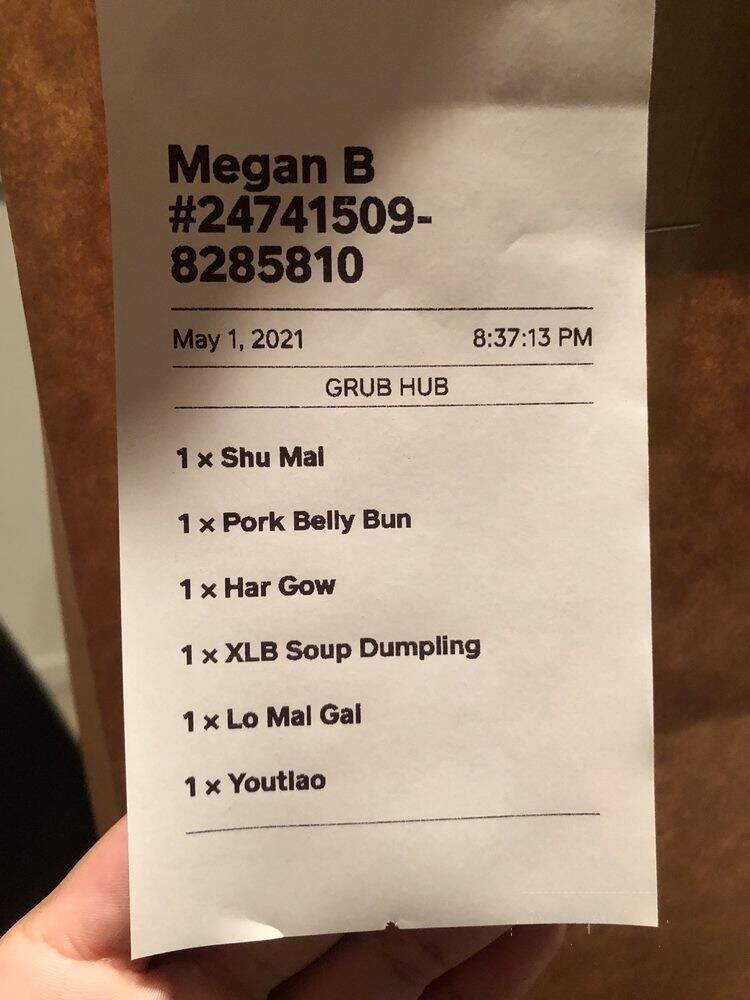 Megan B
#24741509-
8285810
May 1, 2021 8:37:13 PM
GRUB HUB
1 x Shu Mai
1 x Pork Belly Bun
1 x Har Gow
1 x XLB Soup Dumpling
1 x Lo Mai Gai
1 x Youtiao